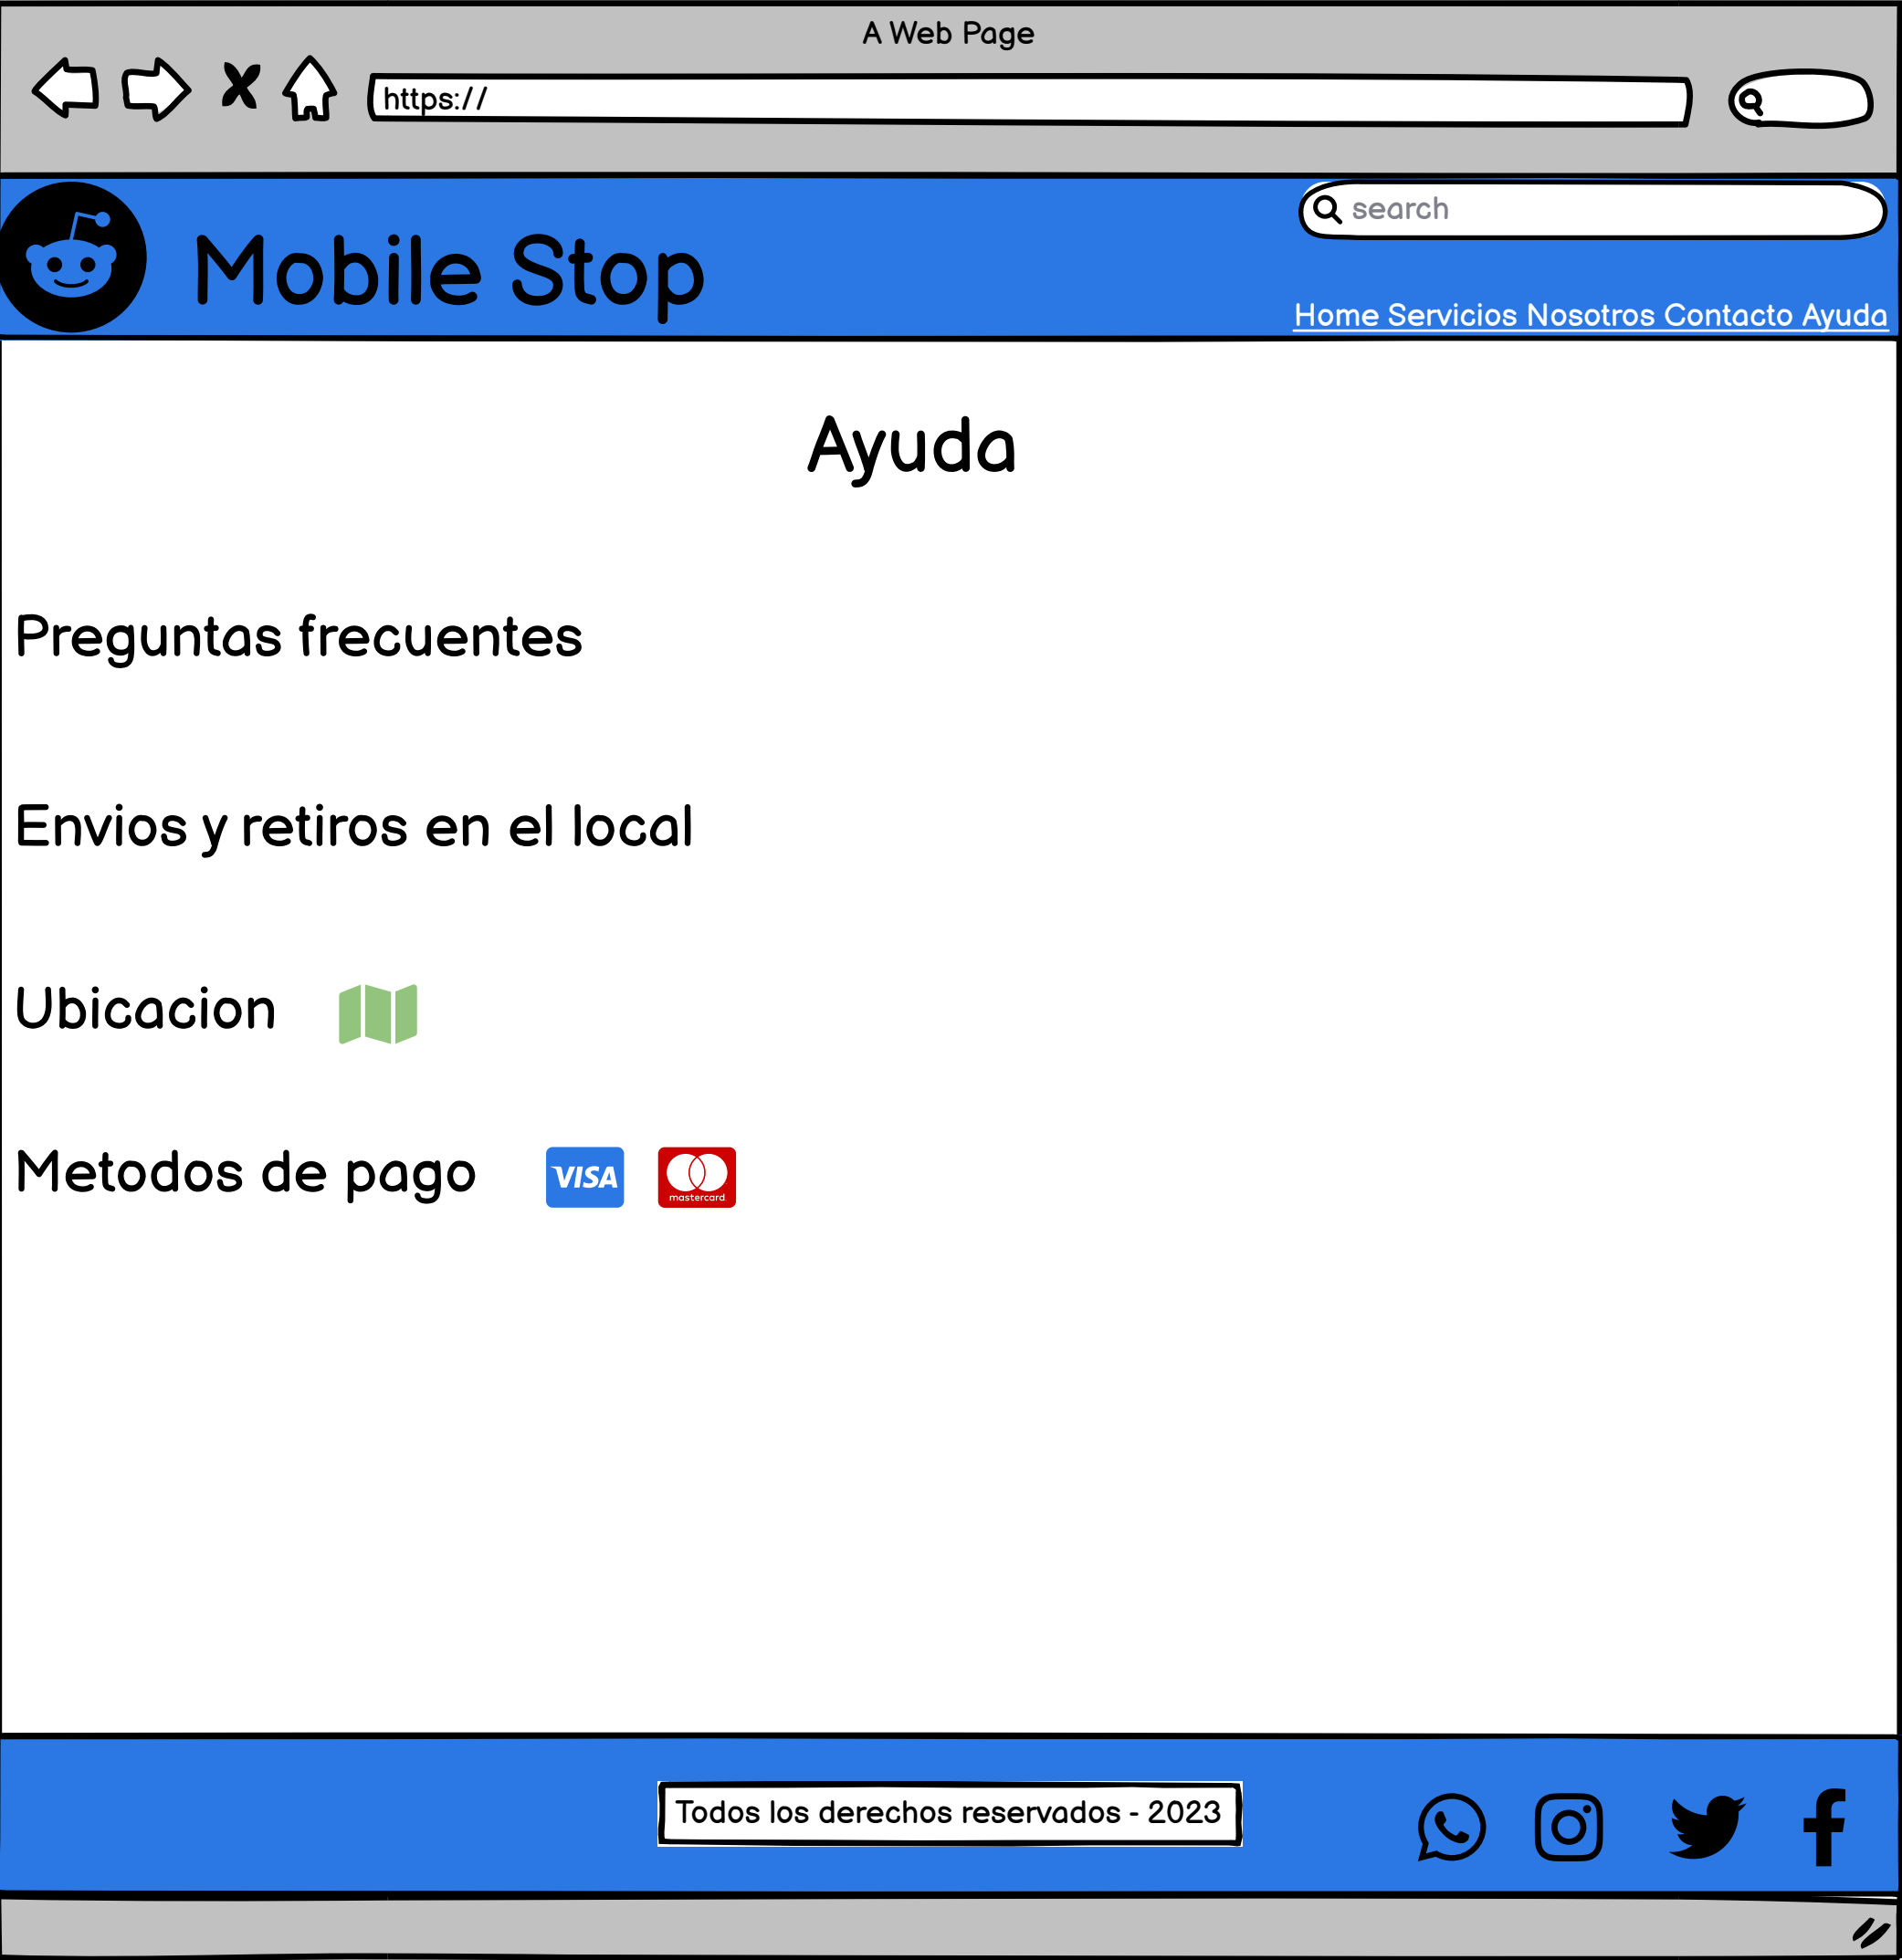 A Web Page
https://
search
Mobile Stop
Home Servicios Nosotros Contacto Ayuda
Ayuda
Preguntas frecuentes
Envios y retiros en el local
Ubicacion
Metodos de pago VISA mastercard
Todos los derechos reservados - 2023